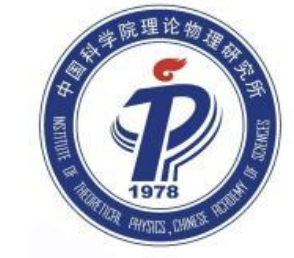 中国科学院理论物理研究所
1978
INSTITUTE OF THEORETICAL PHYSICS, CHINESE ACADEMY OF SCIENCES